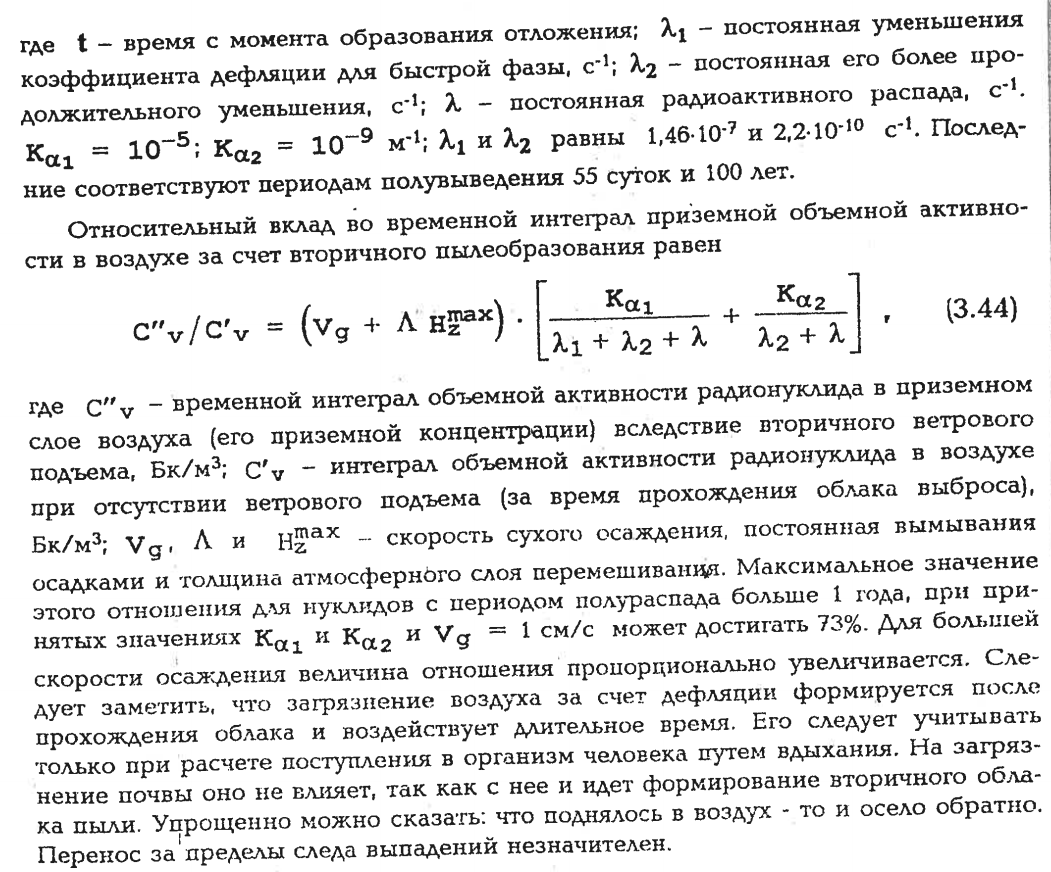 где t – время с момента образования отложения; λ₁ – постоянная уменьшения
коэффициента дефляции для быстрой фазы, с⁻¹; λ₂ – постоянная его более про-
должительного уменьшения, с⁻¹; λ – постоянная радиоактивного распада, с⁻¹.
Kα1 = 10⁻⁵; Kα2 = 10⁻⁹ м⁻¹; λ₁ и λ₂ равны 1,46·10⁻⁷ и 2,2·10⁻¹⁰ с⁻¹. Послед-
ние соответствуют периодам полувыведения 55 суток и 100 лет.
Относительный вклад во временной интеграл приземной объемной активно-
сти в воздухе за счет вторичного пылеобразования равен
C″v/C′v = (Vg + Λ Hz^max) · [Kα1/(λ₁ + λ₂ + λ) + Kα2/(λ₂ + λ)] , (3.44)
где C″v – временной интеграл объемной активности радионуклида в приземном
слое воздуха (его приземной концентрации) вследствие вторичного ветрового
подъема, Бк/м³; C′v – интеграл объемной активности радионуклида в воздухе
при отсутствии ветрового подъема (за время прохождения облака выброса),
Бк/м³; Vg, Λ и Hz^max – скорость сухого осаждения, постоянная вымывания
осадками и толщина атмосферного слоя перемешивания. Максимальное значение
этого отношения для нуклидов с периодом полураспада больше 1 года, при при-
нятых значениях Kα1 и Kα2 и Vg = 1 см/с может достигать 73%. Для большей
скорости осаждения величина отношения пропорционально увеличивается. Сле-
дует заметить, что загрязнение воздуха за счет дефляции формируется после
прохождения облака и воздействует длительное время. Его следует учитывать
только при расчете поступления в организм человека путем вдыхания. На загряз-
нение почвы оно не влияет, так как с нее и идет формирование вторичного обла-
ка пыли. Упрощенно можно сказать: что поднялось в воздух - то и осело обратно.
Перенос за пределы следа выпадений незначителен.